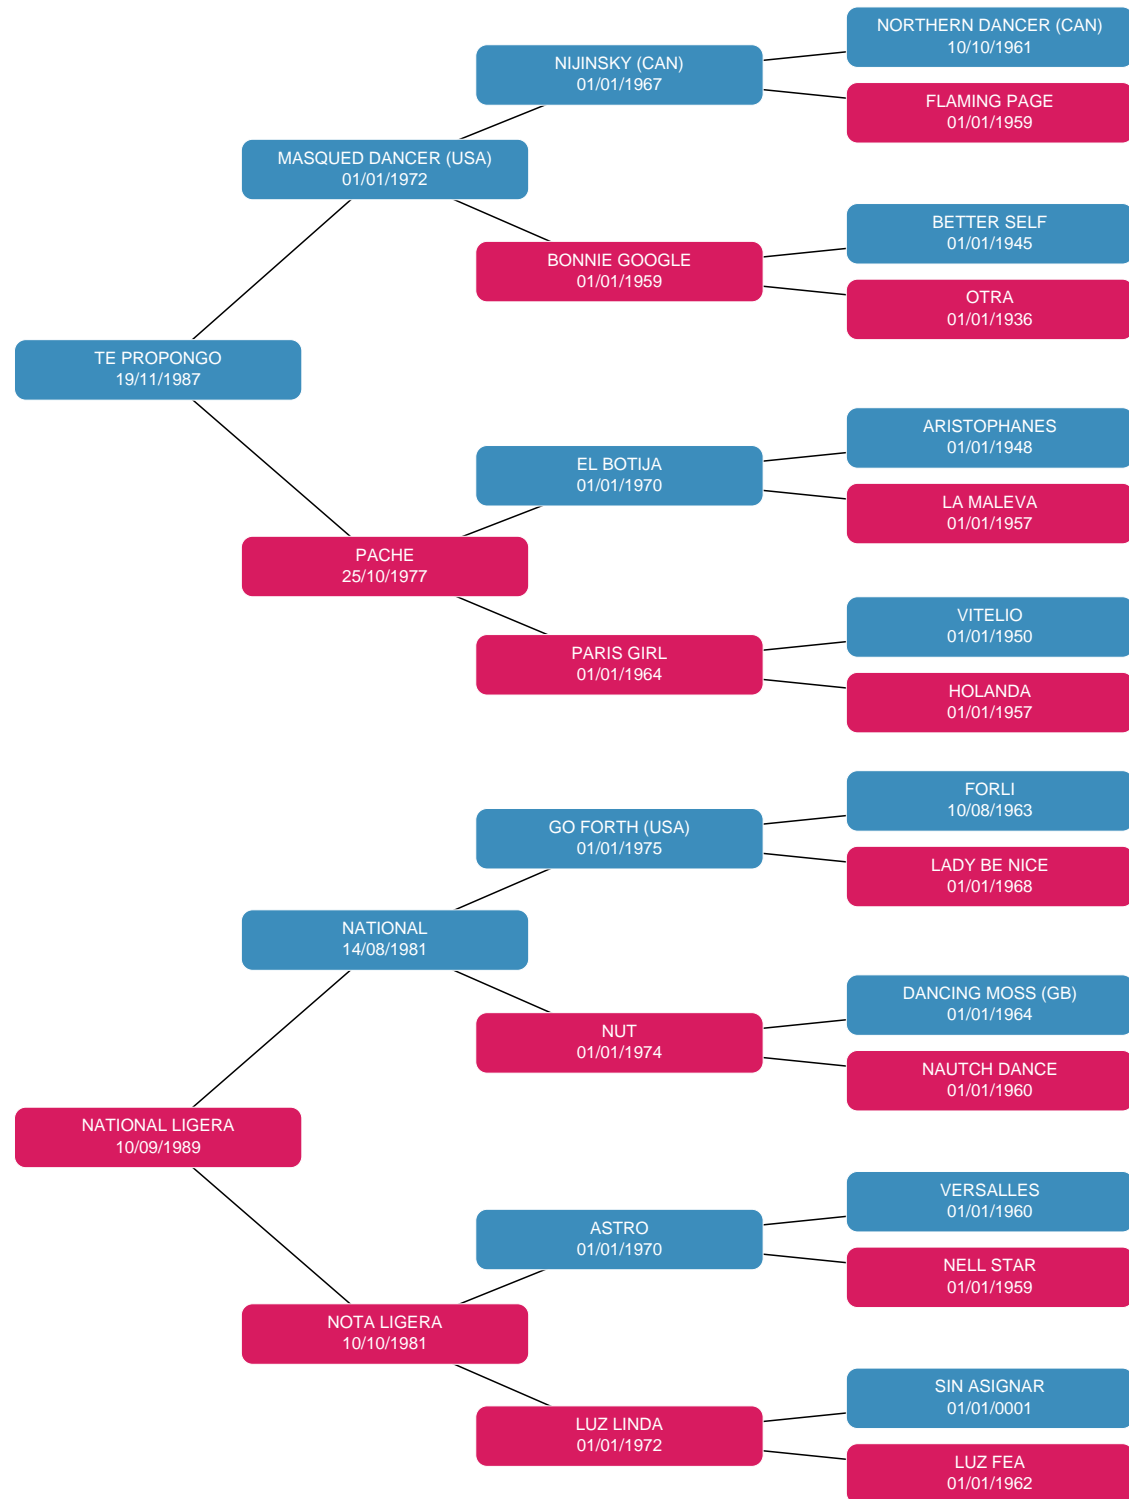 NORTHERN DANCER (CAN)
10/10/1961
NIJINSKY (CAN)
01/01/1967
FLAMING PAGE
01/01/1959
MASQUED DANCER (USA)
01/01/1972
BETTER SELF
01/01/1945
BONNIE GOOGLE
01/01/1959
OTRA
01/01/1936
TE PROPONGO
19/11/1987
ARISTOPHANES
01/01/1948
EL BOTIJA
01/01/1970
LA MALEVA
01/01/1957
PACHE
25/10/1977
VITELIO
01/01/1950
PARIS GIRL
01/01/1964
HOLANDA
01/01/1957
FORLI
10/08/1963
GO FORTH (USA)
01/01/1975
LADY BE NICE
01/01/1968
NATIONAL
14/08/1981
DANCING MOSS (GB)
01/01/1964
NUT
01/01/1974
NAUTCH DANCE
01/01/1960
NATIONAL LIGERA
10/09/1989
VERSALLES
01/01/1960
ASTRO
01/01/1970
NELL STAR
01/01/1959
NOTA LIGERA
10/10/1981
SIN ASIGNAR
01/01/0001
LUZ LINDA
01/01/1972
LUZ FEA
01/01/1962